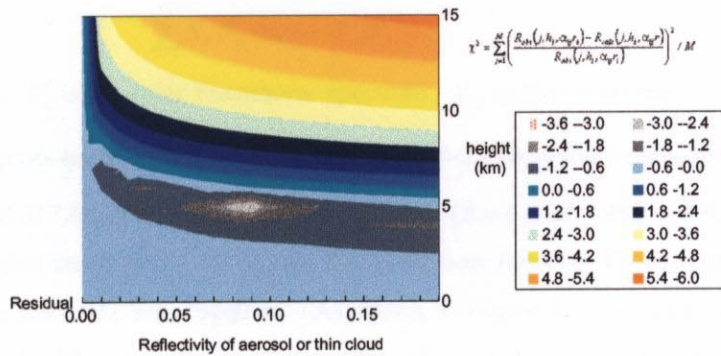 15
10
5
0
height
(km)
Residual
0.00 0.05 0.10 0.15
Reflectivity of aerosol or thin cloud
-3.6 --3.0 -3.0 --2.4
-2.4 --1.8 -1.8 --1.2
-1.2 --0.6 -0.6 -0.0
0.0 -0.6 0.6 -1.2
1.2 -1.8 1.8 -2.4
2.4 -3.0 3.0 -3.6
3.6 -4.2 4.2 -4.8
4.8 -5.4 5.4 -6.0